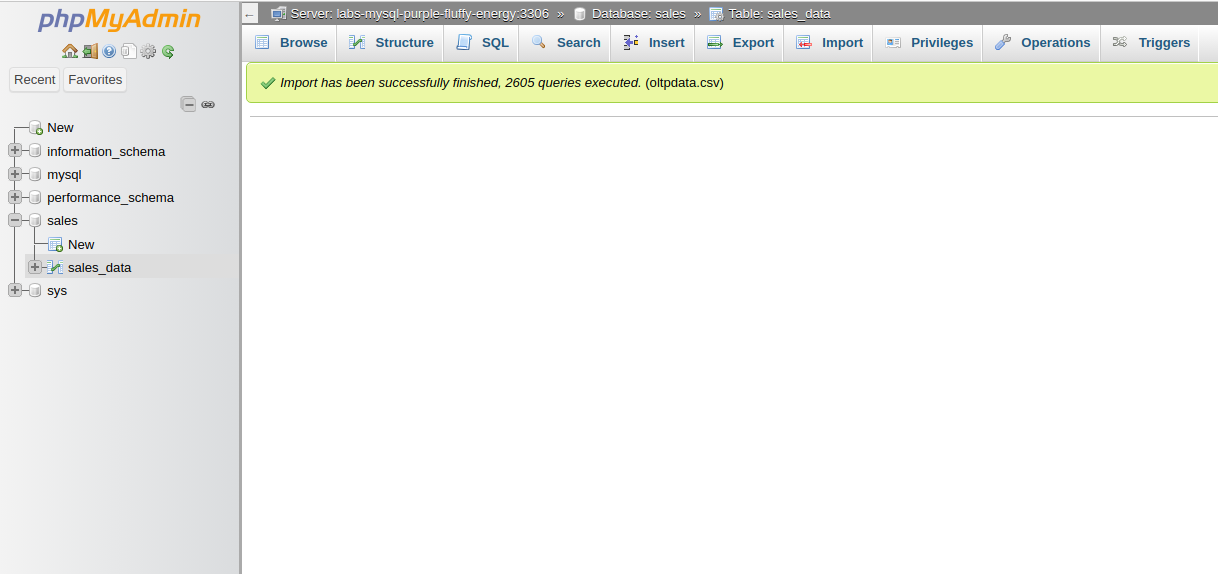 phpMyAdmin
Recent Favorites
New
information_schema
mysql
performance_schema
sales
New
sales_data
sys
Server: labs-mysql-purple-fluffy-energy:3306 » Database: sales » Table: sales_data
Browse Structure SQL Search Insert Export Import Privileges Operations Triggers
Import has been successfully finished, 2605 queries executed. (oltpdata.csv)